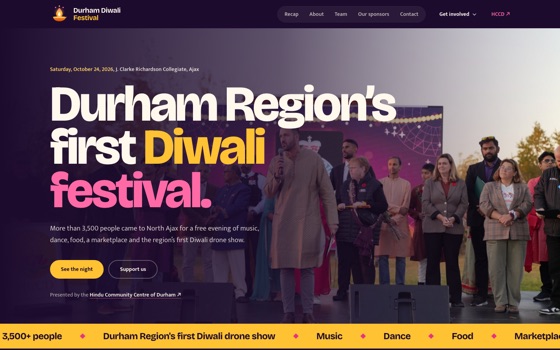 Durham Diwali
Festival
Recap About Team Our sponsors Contact Get involved HCCD ↗
Saturday, October 24, 2026, J. Clarke Richardson Collegiate, Ajax
Durham Region's
first Diwali
festival.
More than 3,500 people came to North Ajax for a free evening of music,
dance, food, a marketplace and the region's first Diwali drone show.
See the night Support us
Presented by the Hindu Community Centre of Durham ↗
3,500+ people Durham Region's first Diwali drone show Music Dance Food